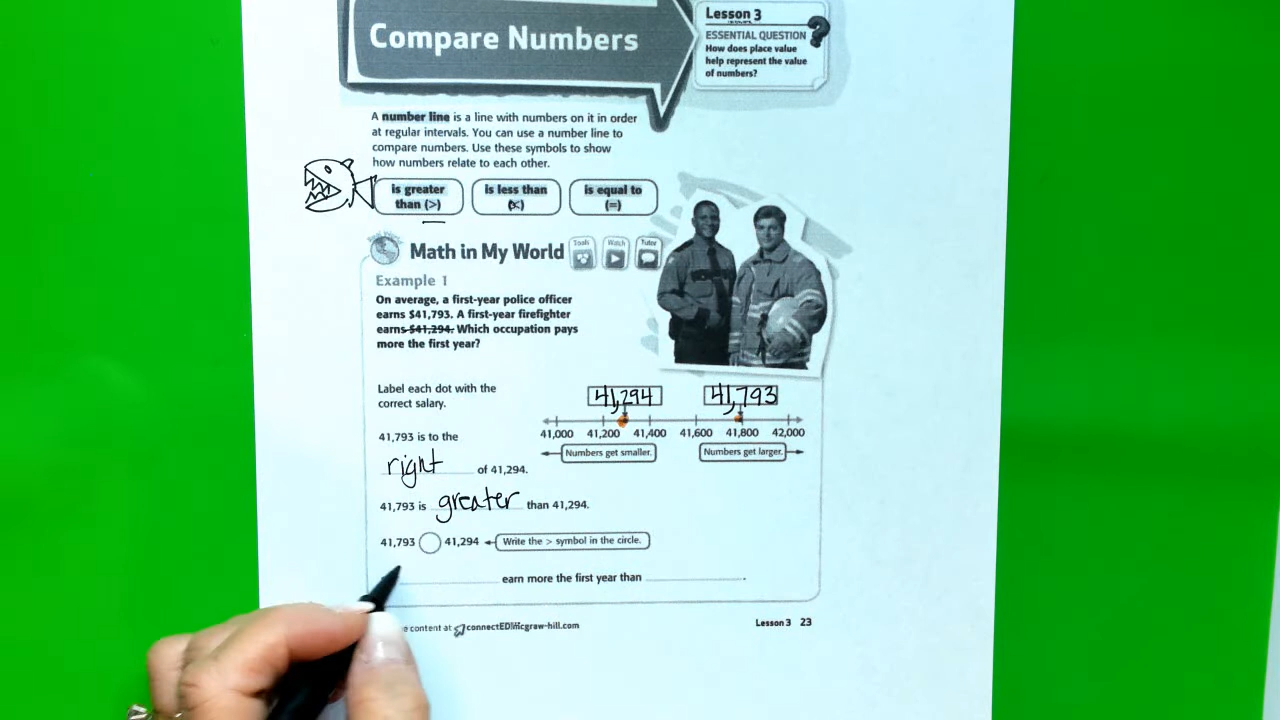 Compare Numbers
Lesson 3
ESSENTIAL QUESTION
How does place value
help represent the value
of numbers?
?
A number line is a line with numbers on it in order
at regular intervals. You can use a number line to
compare numbers. Use these symbols to show
how numbers relate to each other.
is greater
than (>)
is less than
(<)
is equal to
(=)
Math in My World
Tools
Watch
Tutor
Example 1
On average, a first-year police officer
earns $41,793. A first-year firefighter
earns $41,294. Which occupation pays
more the first year?
Label each dot with the
correct salary.
41,294
41,793
41,000 41,200 41,400 41,600 41,800 42,000
Numbers get smaller.
Numbers get larger.
41,793 is to the
right of 41,294.
41,793 is greater than 41,294.
41,793 41,294 Write the > symbol in the circle.
earn more the first year than .
content at connectED.mcgraw-hill.com
Lesson 3 23